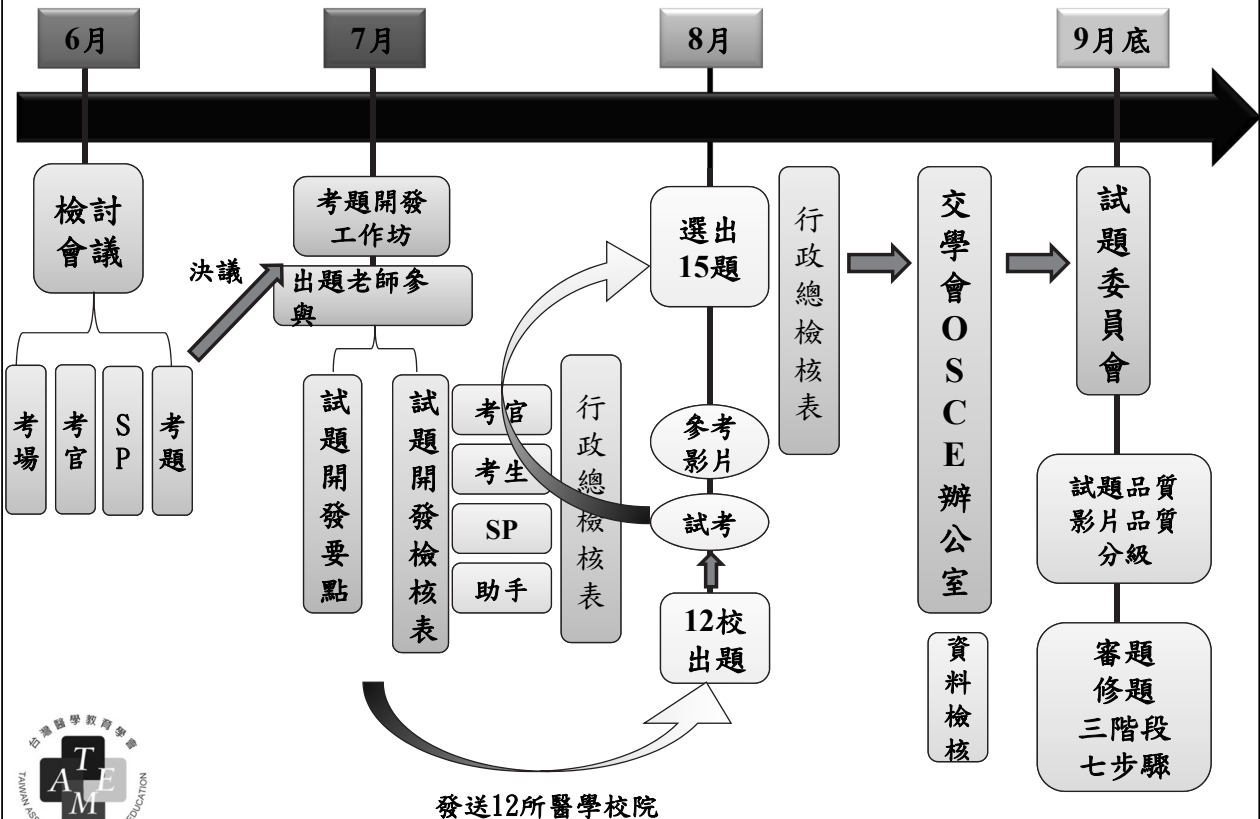 6月
7月
8月
9月底
檢討
會議
考場
考官
SP
考題
決議
考題開發
工作坊
出題老師參
與
試題開發要點
試題開發檢核表
考官
考生
SP
助手
行政總檢核表
發送12所醫學校院
選出
15題
參考
影片
試考
12校
出題
行政總檢核表
交學會OSCE辦公室
資料檢核
試題委員會
試題品質
影片品質
分級
審題
修題
三階段
七步驟
台灣醫學教育學會
TAME
TAIWAN
EDUCATION